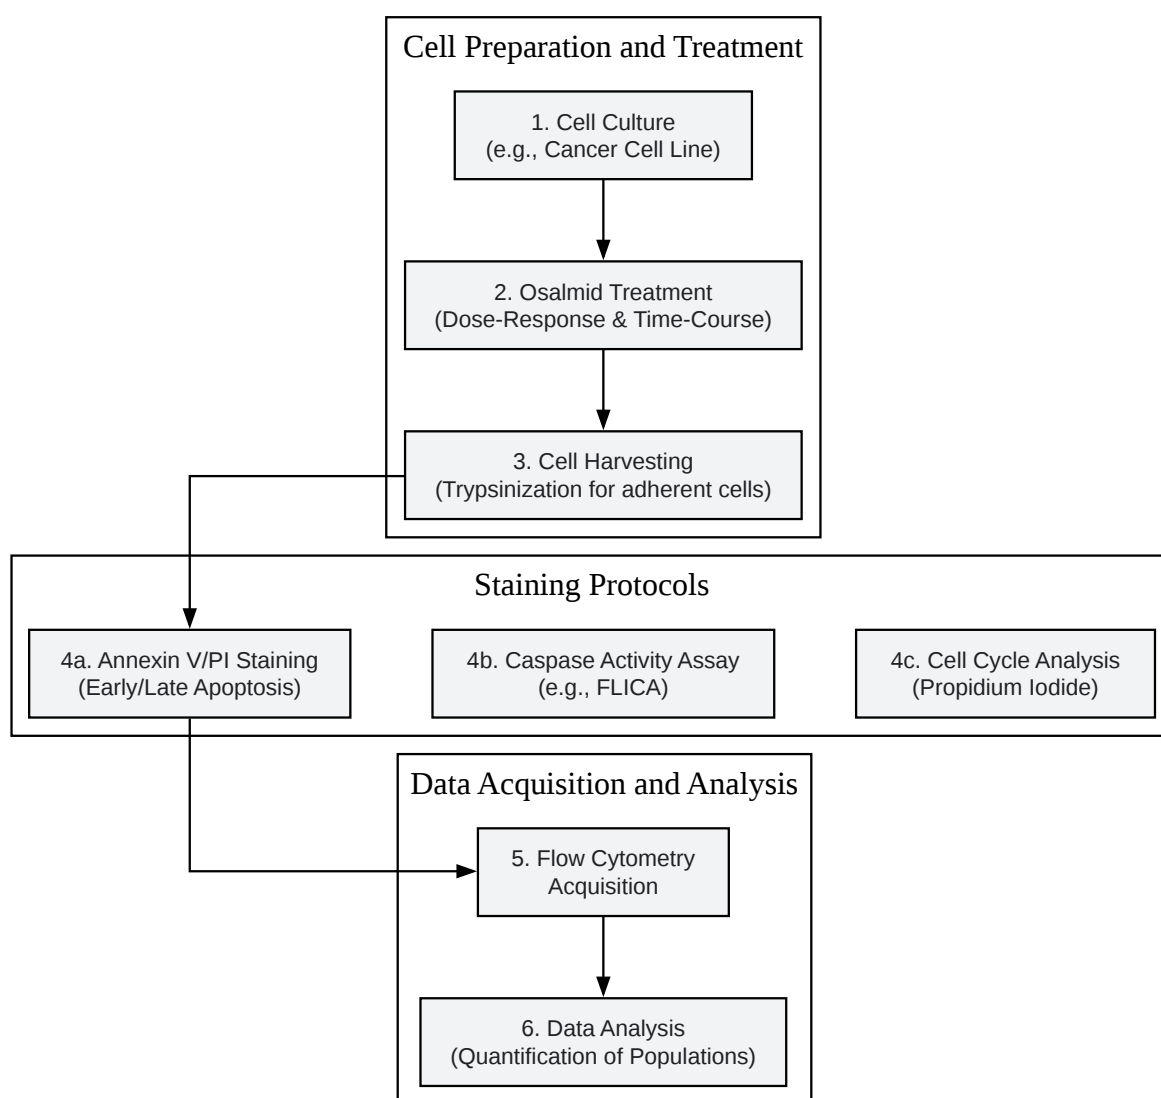 Cell Preparation and Treatment
1. Cell Culture
(e.g., Cancer Cell Line)
2. Osalmid Treatment
(Dose-Response & Time-Course)
3. Cell Harvesting
(Trypsinization for adherent cells)
Staining Protocols
4a. Annexin V/PI Staining
(Early/Late Apoptosis)
4b. Caspase Activity Assay
(e.g., FLICA)
4c. Cell Cycle Analysis
(Propidium Iodide)
Data Acquisition and Analysis
5. Flow Cytometry
Acquisition
6. Data Analysis
(Quantification of Populations)